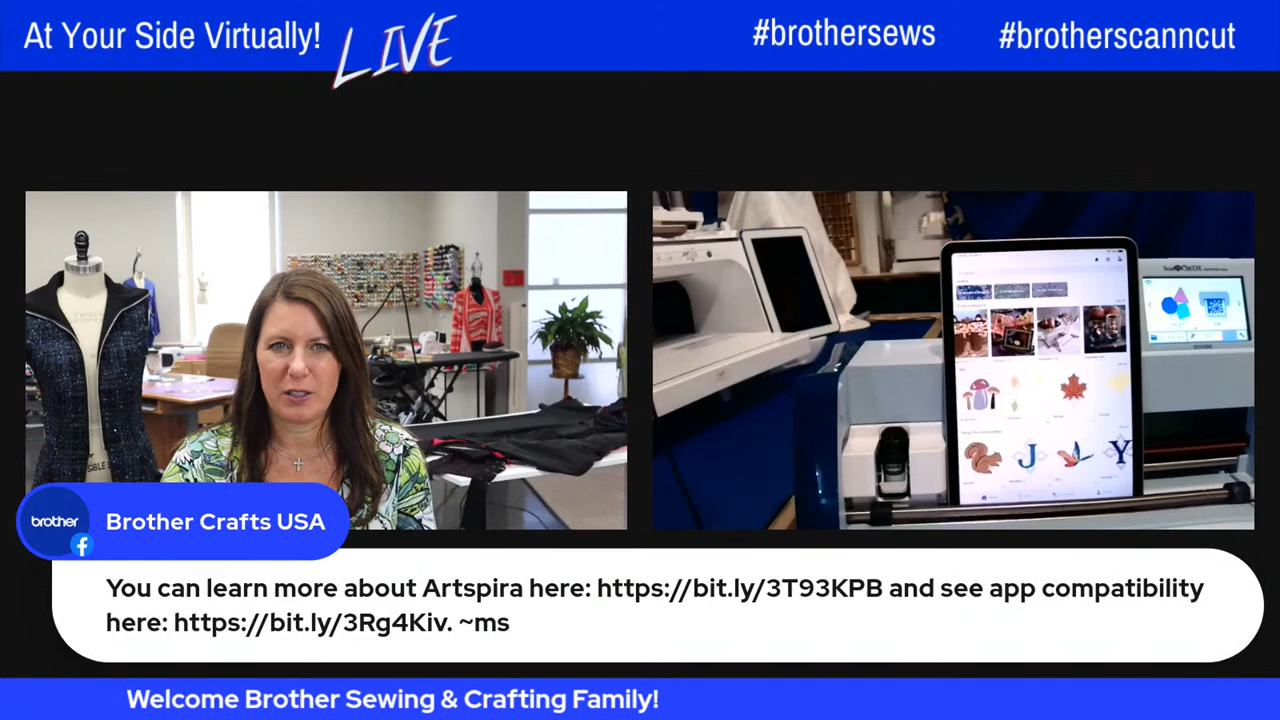 At Your Side Virtually! LIVE
#brothersews
#brotherscanncut
J
Y
brother
Brother Crafts USA
You can learn more about Artspira here: https://bit.ly/3T93KPB and see app compatibility
here: https://bit.ly/3Rg4Kiv. ~ms
Welcome Brother Sewing & Crafting Family!